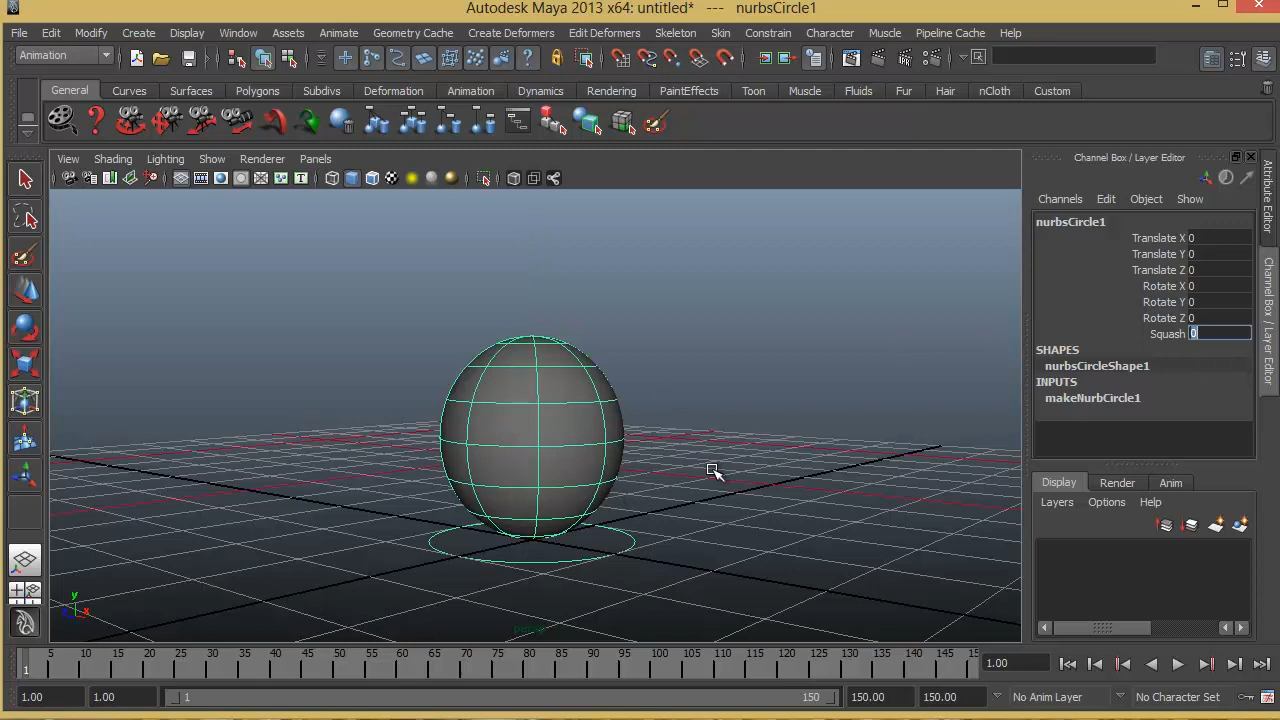 Autodesk Maya 2013 x64: untitled* --- nurbsCircle1
File Edit Modify Create Display Window Assets Animate Geometry Cache Create Deformers Edit Deformers Skeleton Skin Constrain Character Muscle Pipeline Cache Help
Animation
General Curves Surfaces Polygons Subdivs Deformation Animation Dynamics Rendering PaintEffects Toon Muscle Fluids Fur Hair nCloth Custom
View Shading Lighting Show Renderer Panels
Channel Box / Layer Editor
Channels Edit Object Show
nurbsCircle1
Translate X 0
Translate Y 0
Translate Z 0
Rotate X 0
Rotate Y 0
Rotate Z 0
Squash 0
SHAPES
nurbsCircleShape1
INPUTS
makeNurbCircle1
Display Render Anim
Layers Options Help
Attribute Editor
Channel Box / Layer Editor
y
x
persp
1 5 10 15 20 25 30 35 40 45 50 55 60 65 70 75 80 85 90 95 100 105 110 115 120 125 130 135 140 145 15
1.00
1.00 1.00 1 150 150.00 150.00 No Anim Layer No Character Set